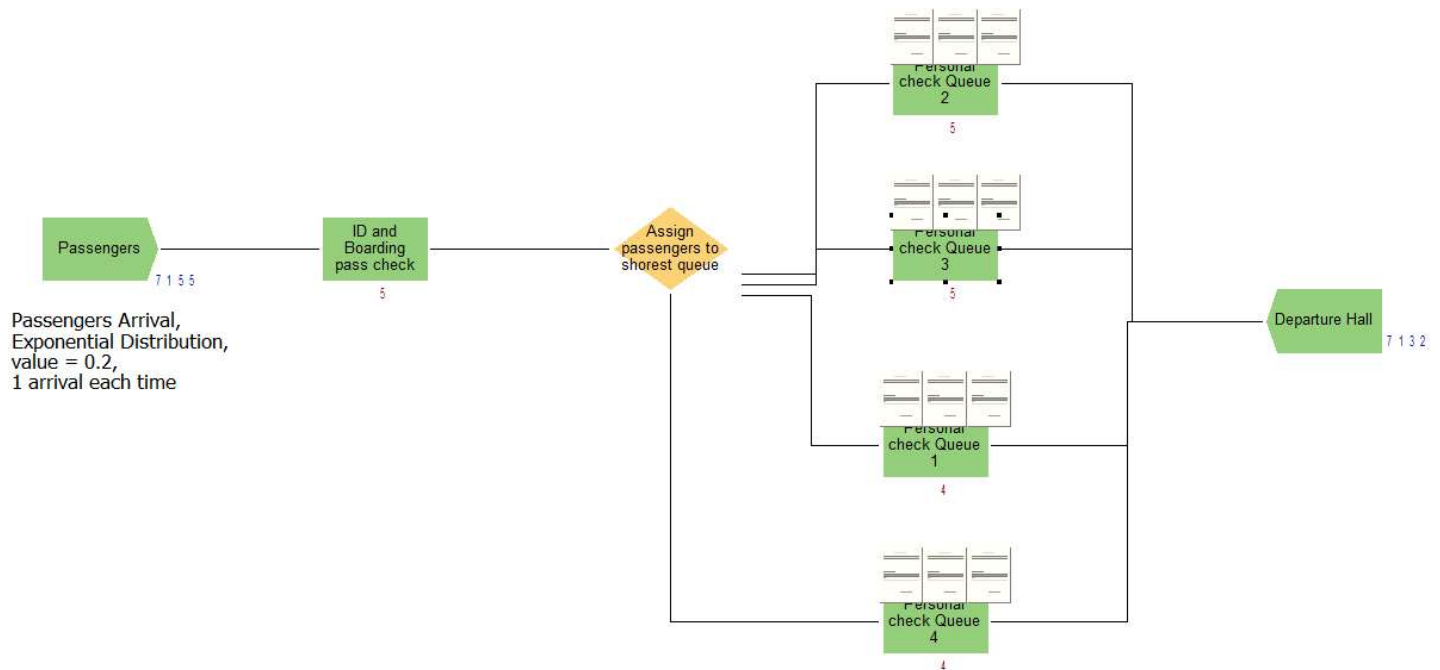 Personal
check Queue
2
5
Personal
check Queue
3
5
Passengers
7 1 5 5
ID and
Boarding
pass check
5
Assign
passengers to
shorest queue
Departure Hall
7 1 3 2
Passengers Arrival,
Exponential Distribution,
value = 0.2,
1 arrival each time
Personal
check Queue
1
4
Personal
check Queue
4
4